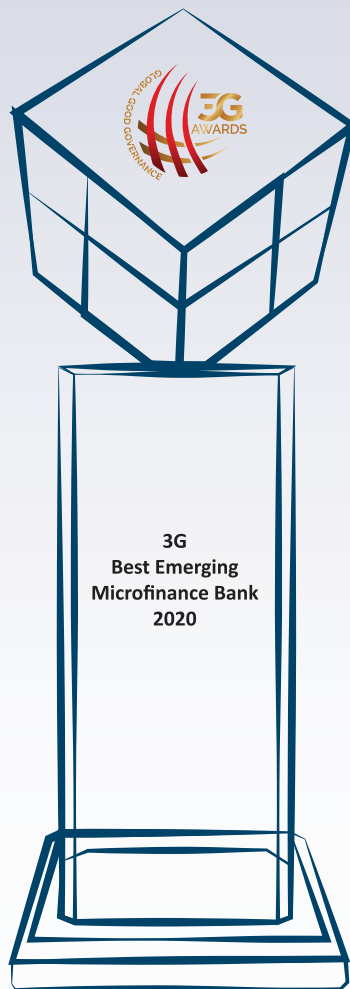 GLOBAL GOOD GOVERNANCE
3G
AWARDS
3G
Best Emerging
Microfinance Bank
2020